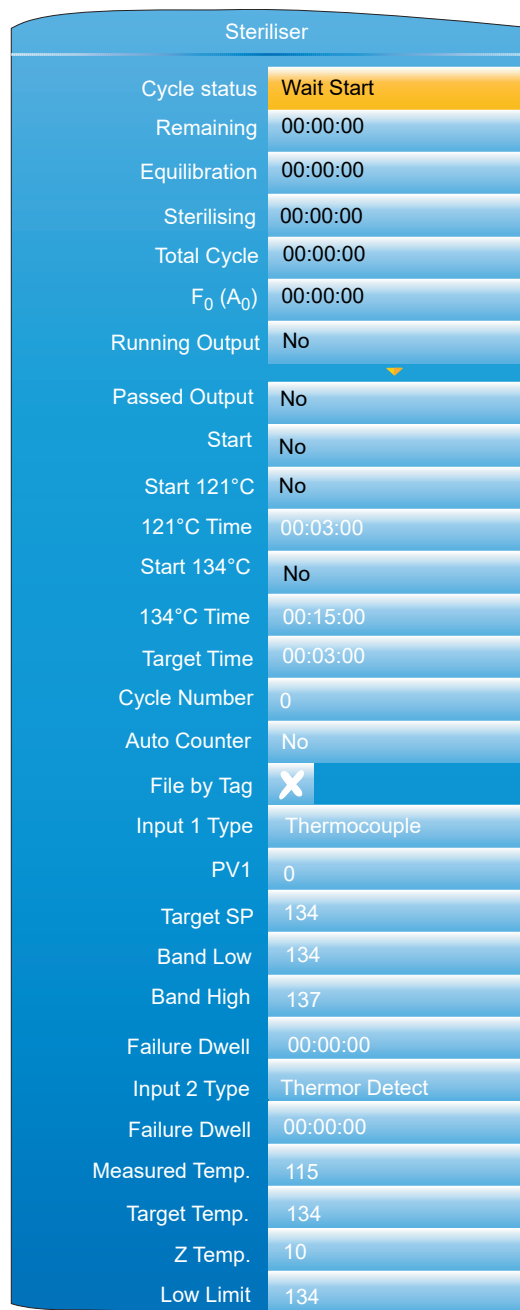 Steriliser
Cycle status Wait Start
Remaining 00:00:00
Equilibration 00:00:00
Sterilising 00:00:00
Total Cycle 00:00:00
F0 (A0) 00:00:00
Running Output No
Passed Output No
Start No
Start 121°C No
121°C Time 00:03:00
Start 134°C No
134°C Time 00:15:00
Target Time 00:03:00
Cycle Number 0
Auto Counter No
File by Tag
Input 1 Type Thermocouple
PV1 0
Target SP 134
Band Low 134
Band High 137
Failure Dwell 00:00:00
Input 2 Type Thermor Detect
Failure Dwell 00:00:00
Measured Temp. 115
Target Temp. 134
Z Temp. 10
Low Limit 134